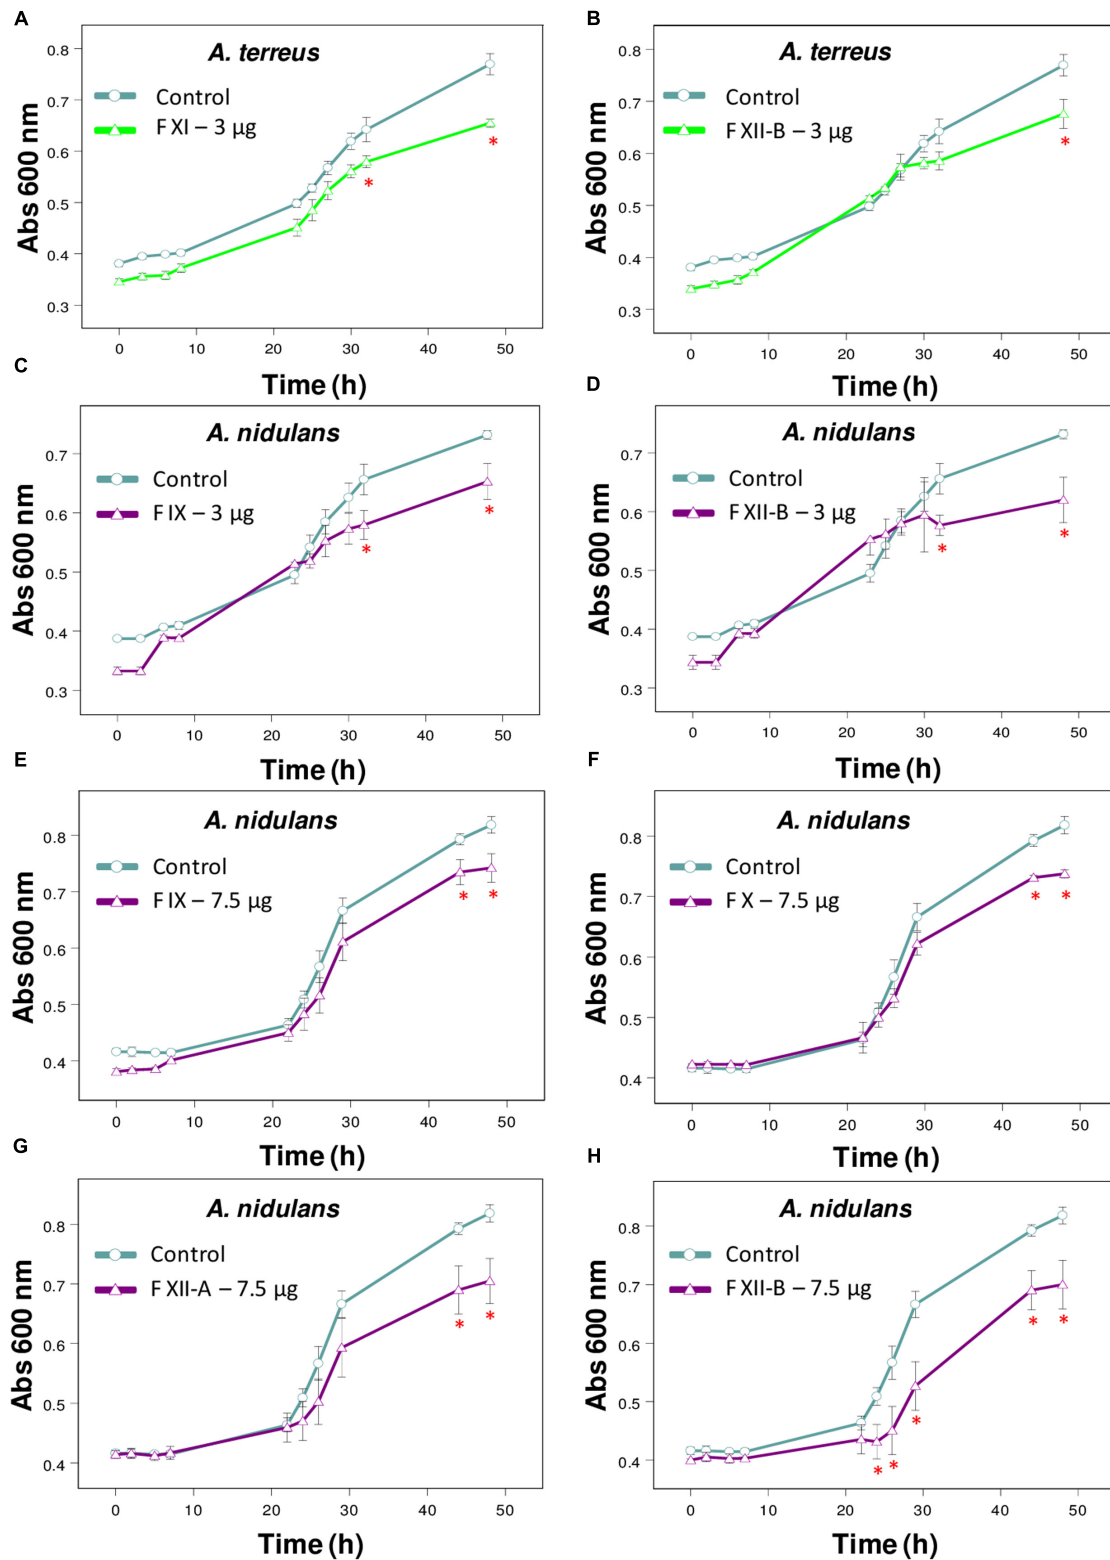 A
A. terreus
Control
F XI – 3 µg
Abs 600 nm
0.8
0.7
0.6
0.5
0.4
0.3
*
*
0 10 20 30 40 50
Time (h)
B
A. terreus
Control
F XII-B – 3 µg
Abs 600 nm
0.8
0.7
0.6
0.5
0.4
0.3
*
0 10 20 30 40 50
Time (h)
C
A. nidulans
Control
F IX – 3 µg
Abs 600 nm
0.7
0.6
0.5
0.4
0.3
*
*
0 10 20 30 40 50
Time (h)
D
A. nidulans
Control
F XII-B – 3 µg
Abs 600 nm
0.7
0.6
0.5
0.4
0.3
*
*
0 10 20 30 40 50
Time (h)
E
A. nidulans
Control
F IX – 7.5 µg
Abs 600 nm
0.8
0.7
0.6
0.5
0.4
* *
0 10 20 30 40 50
Time (h)
F
A. nidulans
Control
F X – 7.5 µg
Abs 600 nm
0.8
0.7
0.6
0.5
0.4
* *
0 10 20 30 40 50
Time (h)
G
A. nidulans
Control
F XII-A – 7.5 µg
Abs 600 nm
0.8
0.7
0.6
0.5
0.4
* *
0 10 20 30 40 50
Time (h)
H
A. nidulans
Control
F XII-B – 7.5 µg
Abs 600 nm
0.8
0.7
0.6
0.5
0.4
* *
*
* *
0 10 20 30 40 50
Time (h)